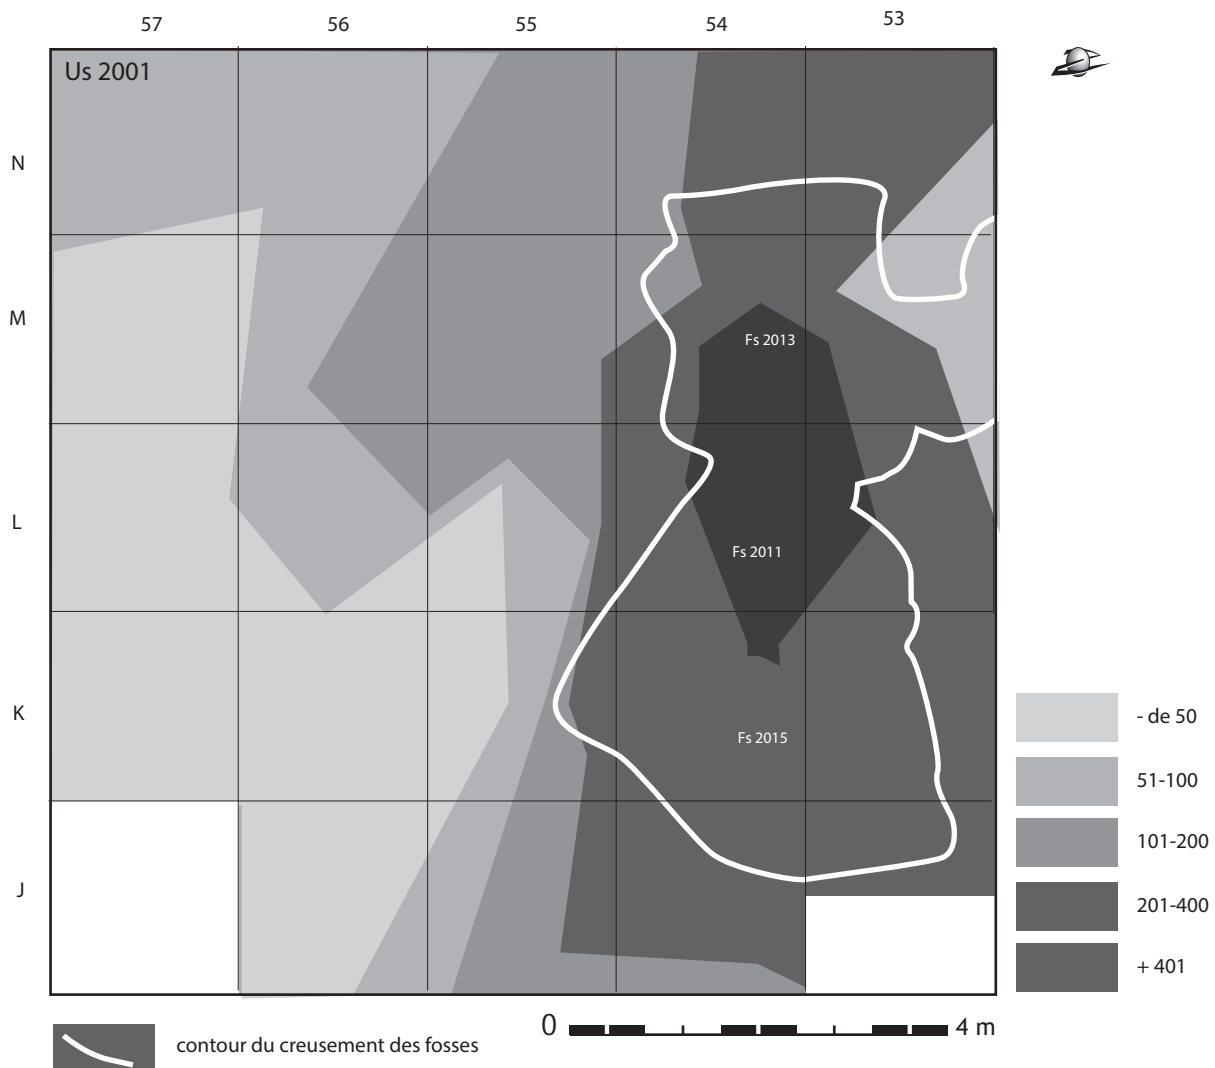 57 56 55 54 53
Us 2001
N
M
Fs 2013
L
Fs 2011
K
Fs 2015
J
- de 50
51-100
101-200
201-400
+ 401
contour du creusement des fosses
0 4 m